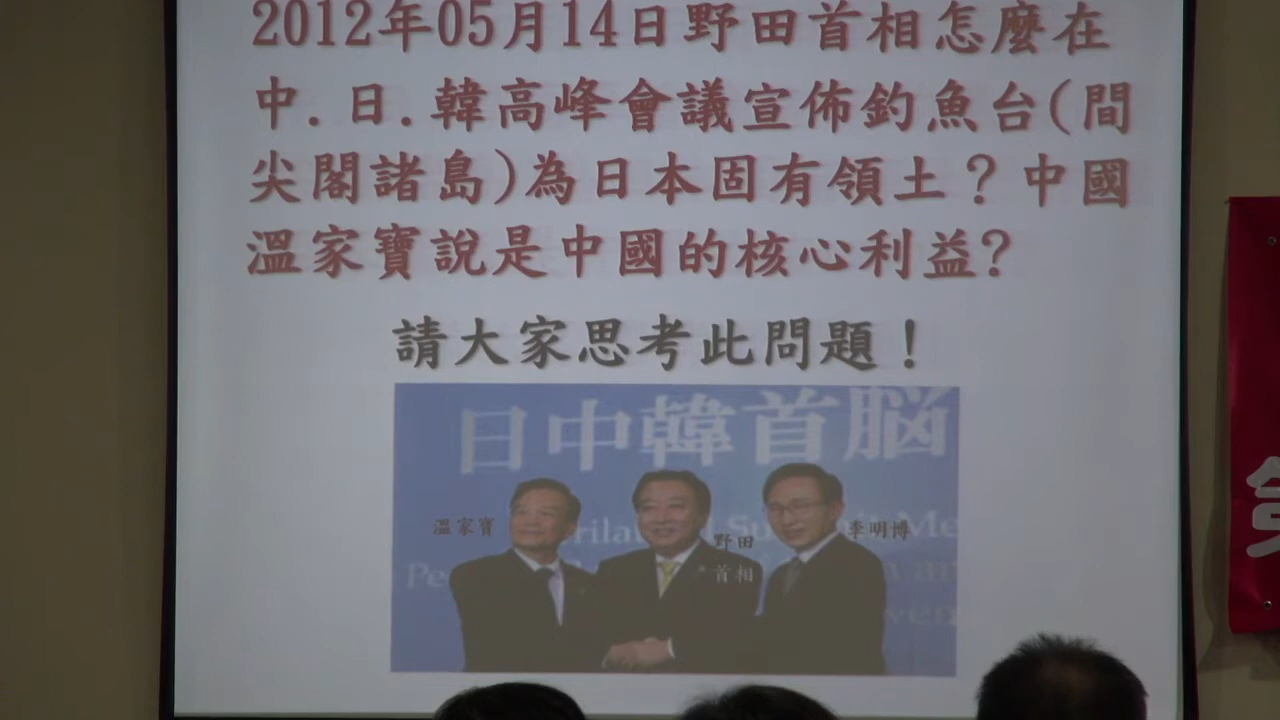 2012年05月14日野田首相怎麼在
中.日.韓高峰會議宣佈釣魚台(間
尖閣諸島)為日本固有領土?中國
溫家寶說是中國的核心利益?
請大家思考此問題!
日中韓首脳
溫家寶
野田
首相
李明博